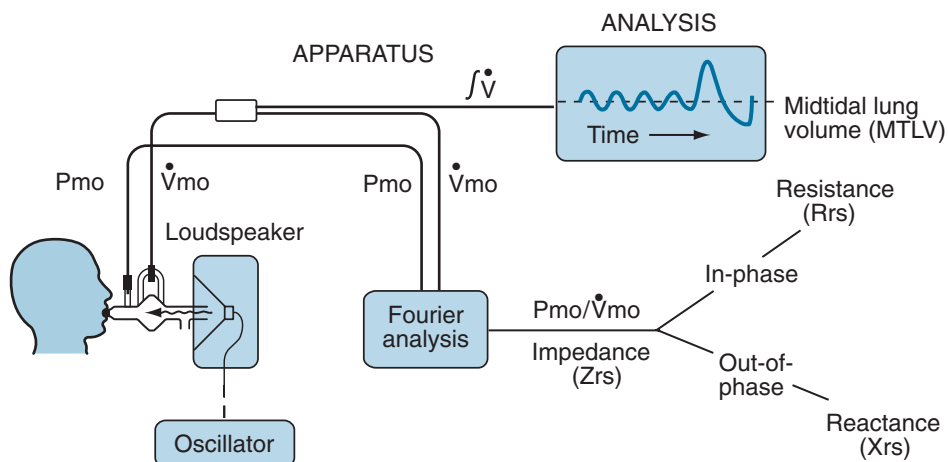 ANALYSIS
APPARATUS
∫V̇
Midtidal lung
volume (MTLV)
Time
Pmo
V̇mo
Pmo
V̇mo
Resistance
(Rrs)
Loudspeaker
In-phase
Fourier
analysis
Pmo/V̇mo
Impedance
(Zrs)
Out-of-
phase
Reactance
(Xrs)
Oscillator